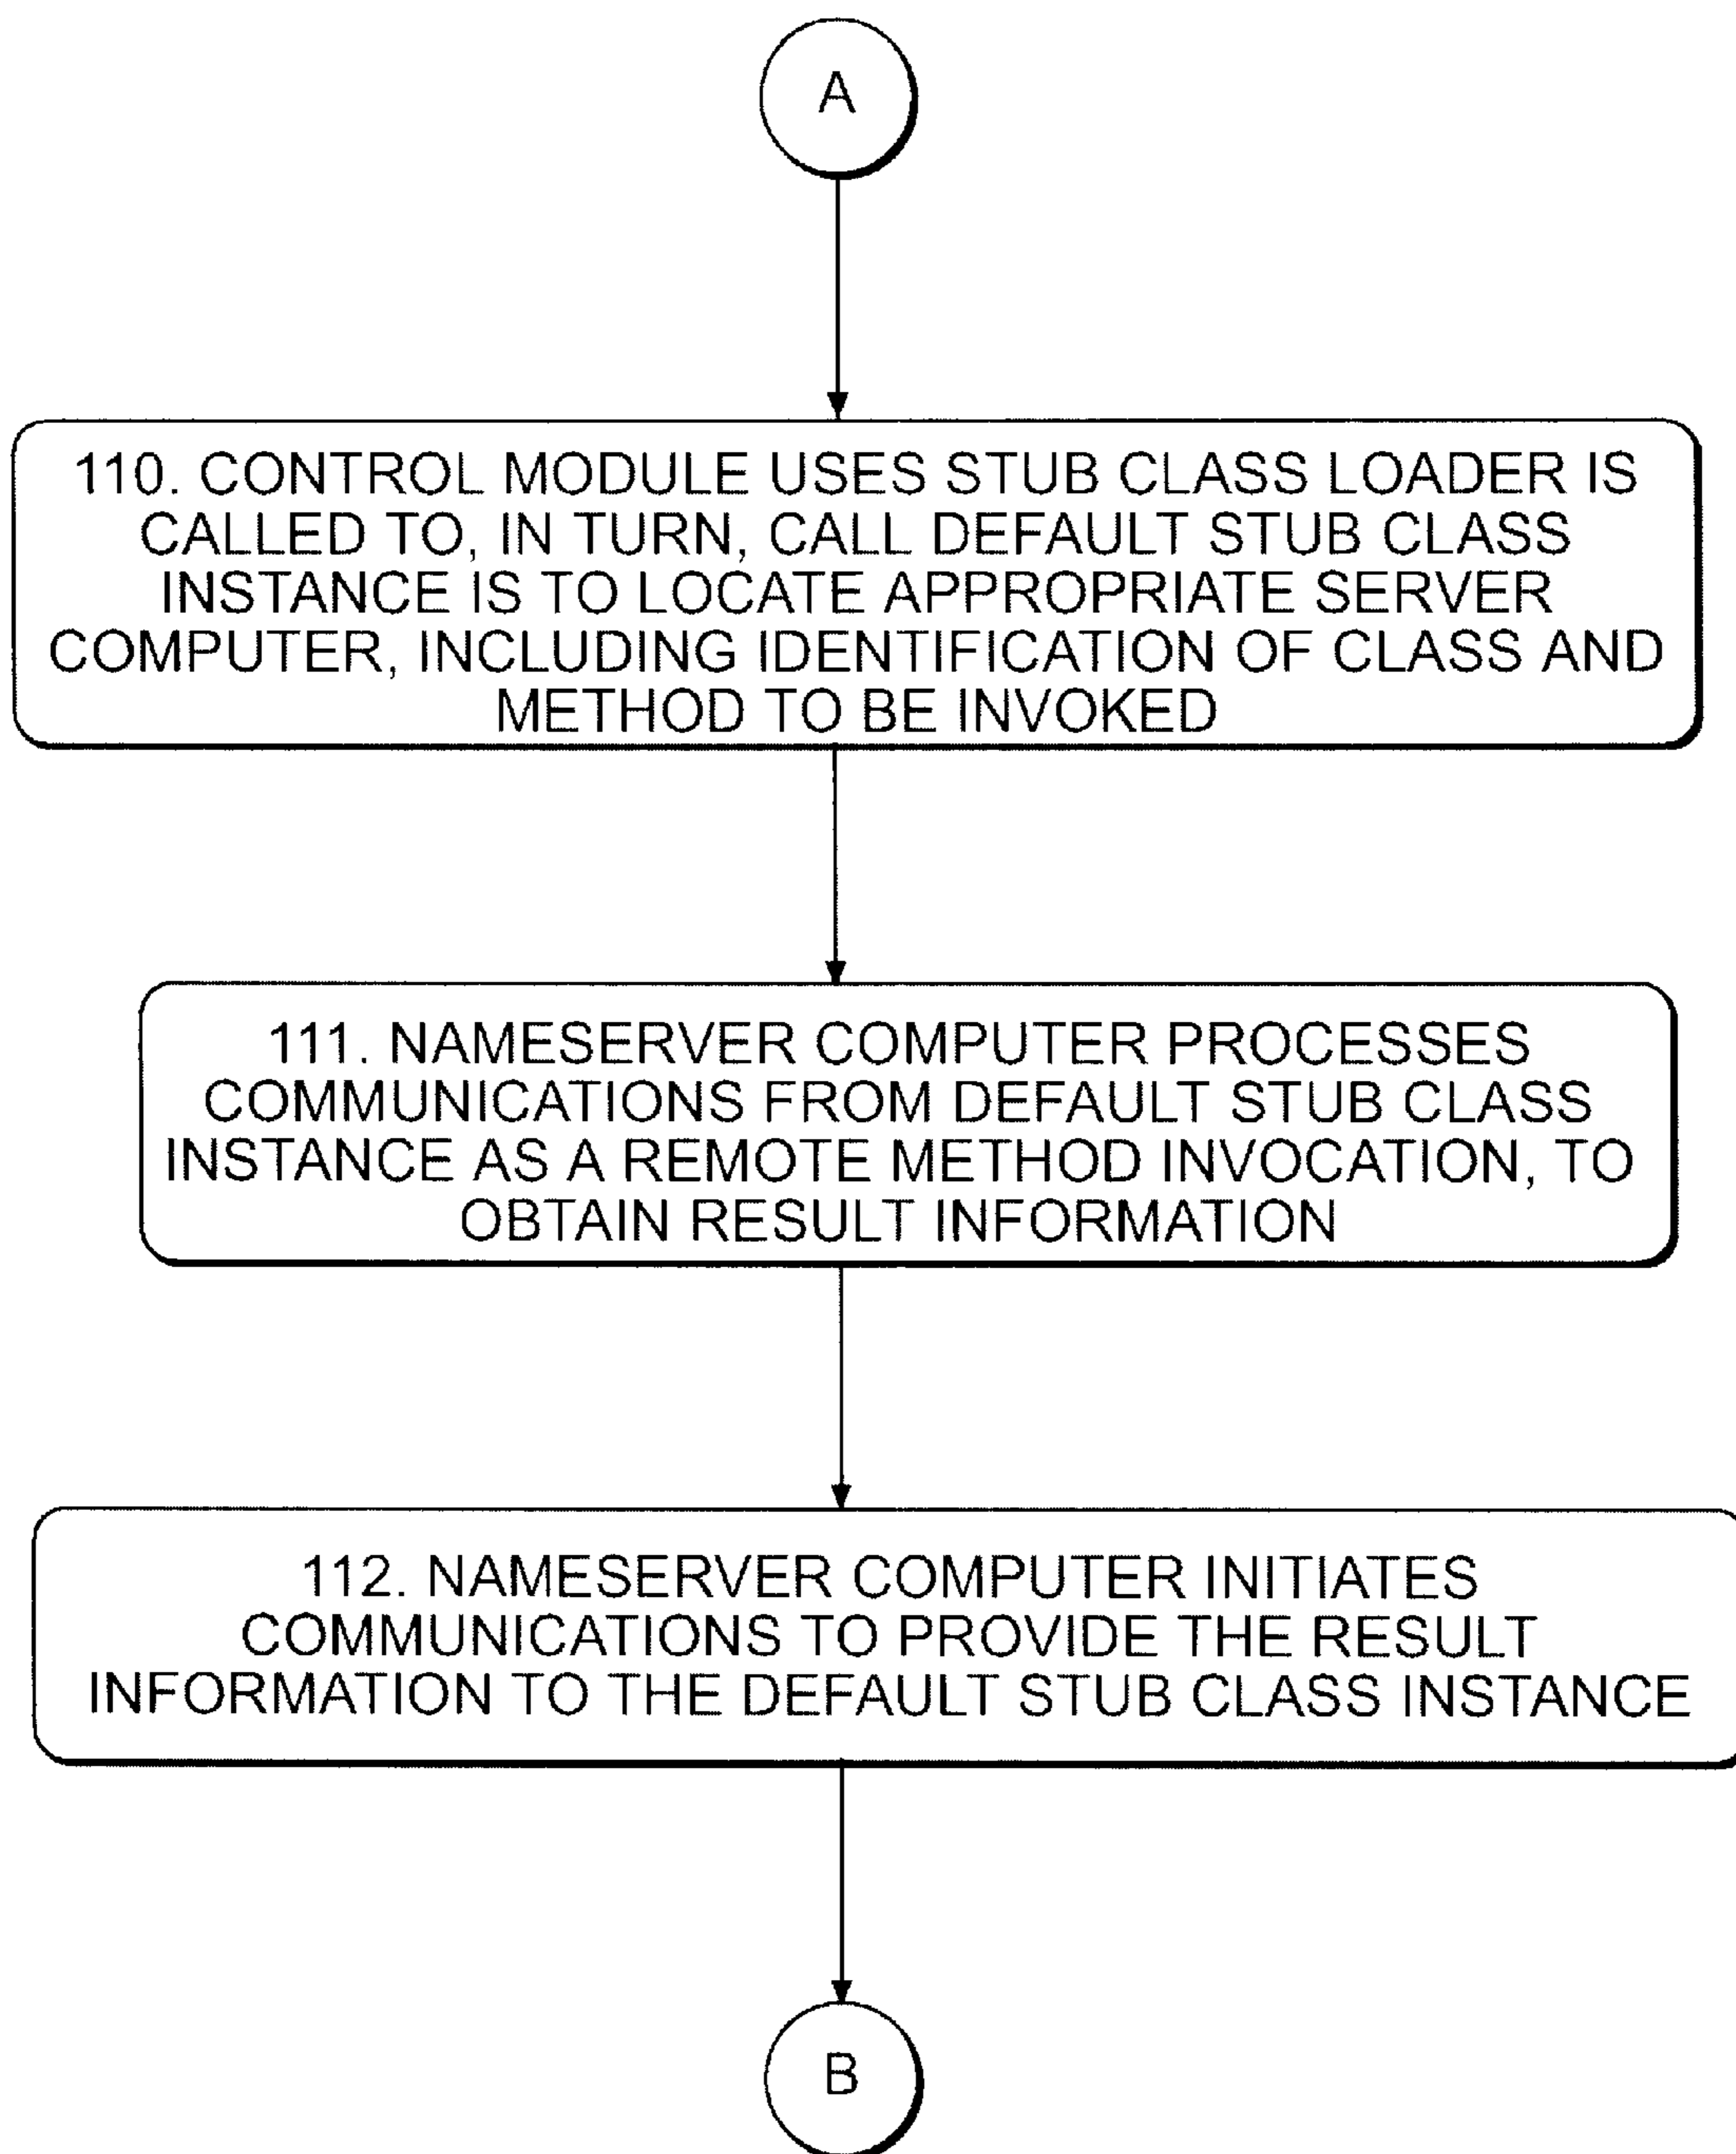 A
110. CONTROL MODULE USES STUB CLASS LOADER IS
CALLED TO, IN TURN, CALL DEFAULT STUB CLASS
INSTANCE IS TO LOCATE APPROPRIATE SERVER
COMPUTER, INCLUDING IDENTIFICATION OF CLASS AND
METHOD TO BE INVOKED
111. NAMESERVER COMPUTER PROCESSES
COMMUNICATIONS FROM DEFAULT STUB CLASS
INSTANCE AS A REMOTE METHOD INVOCATION, TO
OBTAIN RESULT INFORMATION
112. NAMESERVER COMPUTER INITIATES
COMMUNICATIONS TO PROVIDE THE RESULT
INFORMATION TO THE DEFAULT STUB CLASS INSTANCE
B